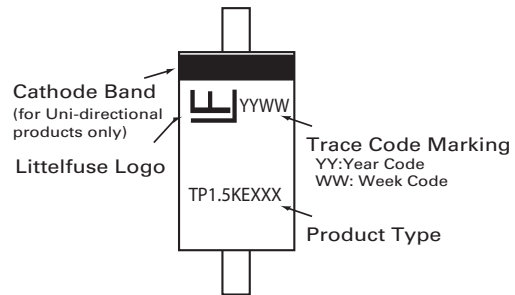 Cathode Band
(for Uni-directional
products only)
Littelfuse Logo
YYWW
Trace Code Marking
YY:Year Code
WW: Week Code
TP1.5KEXXX
Product Type